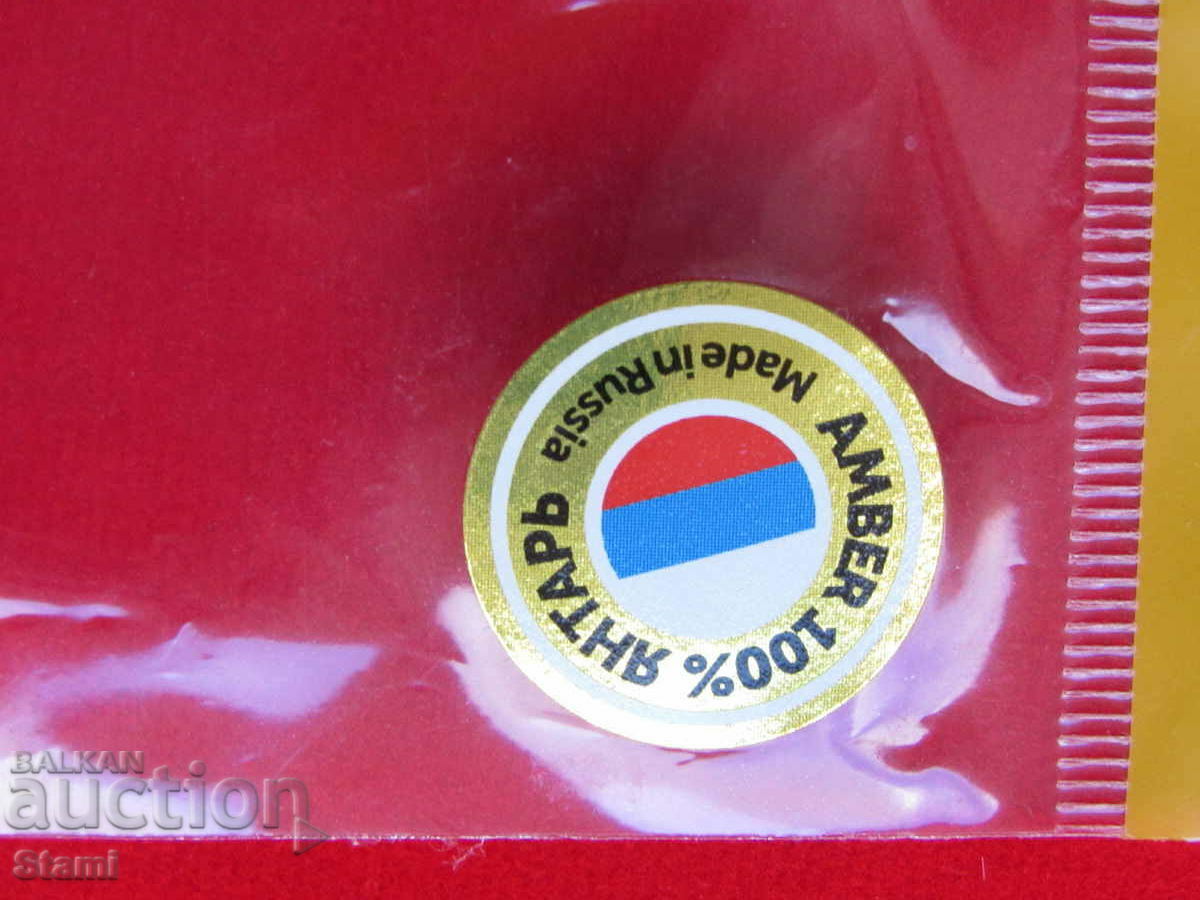 AMBER 100% ЯНТАРЬ
Made in Russia
BALKAN
auction
Stami